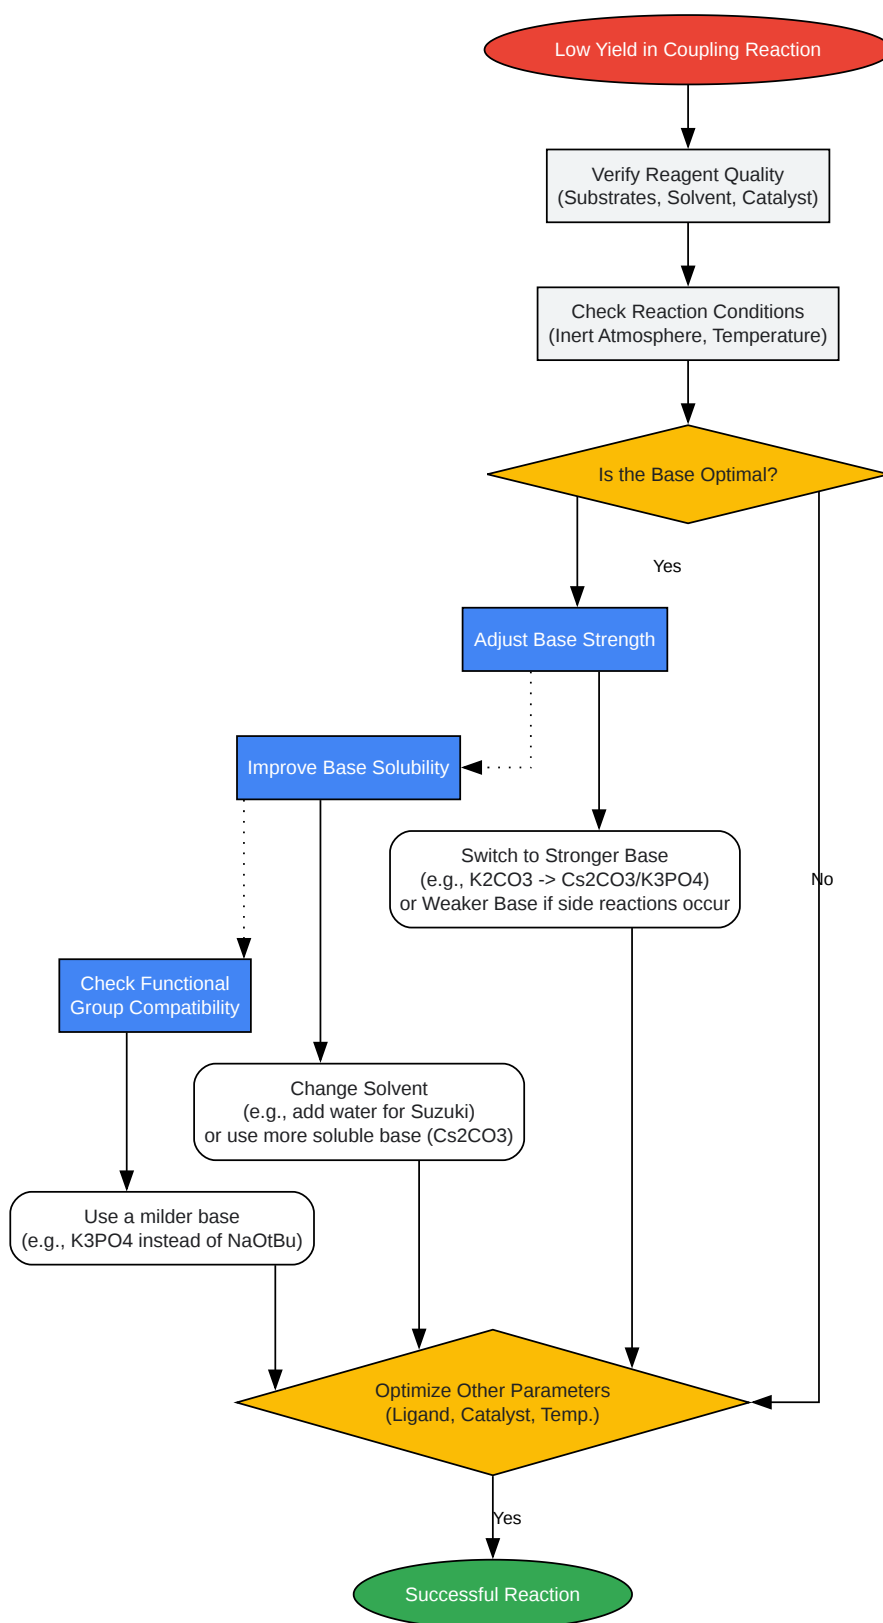 Low Yield in Coupling Reaction
Verify Reagent Quality
(Substrates, Solvent, Catalyst)
Check Reaction Conditions
(Inert Atmosphere, Temperature)
Is the Base Optimal?
Yes
Adjust Base Strength
Improve Base Solubility
Switch to Stronger Base
(e.g., K2CO3 -> Cs2CO3/K3PO4)
or Weaker Base if side reactions occur
No
Check Functional
Group Compatibility
Change Solvent
(e.g., add water for Suzuki)
or use more soluble base (Cs2CO3)
Use a milder base
(e.g., K3PO4 instead of NaOtBu)
Optimize Other Parameters
(Ligand, Catalyst, Temp.)
Yes
Successful Reaction